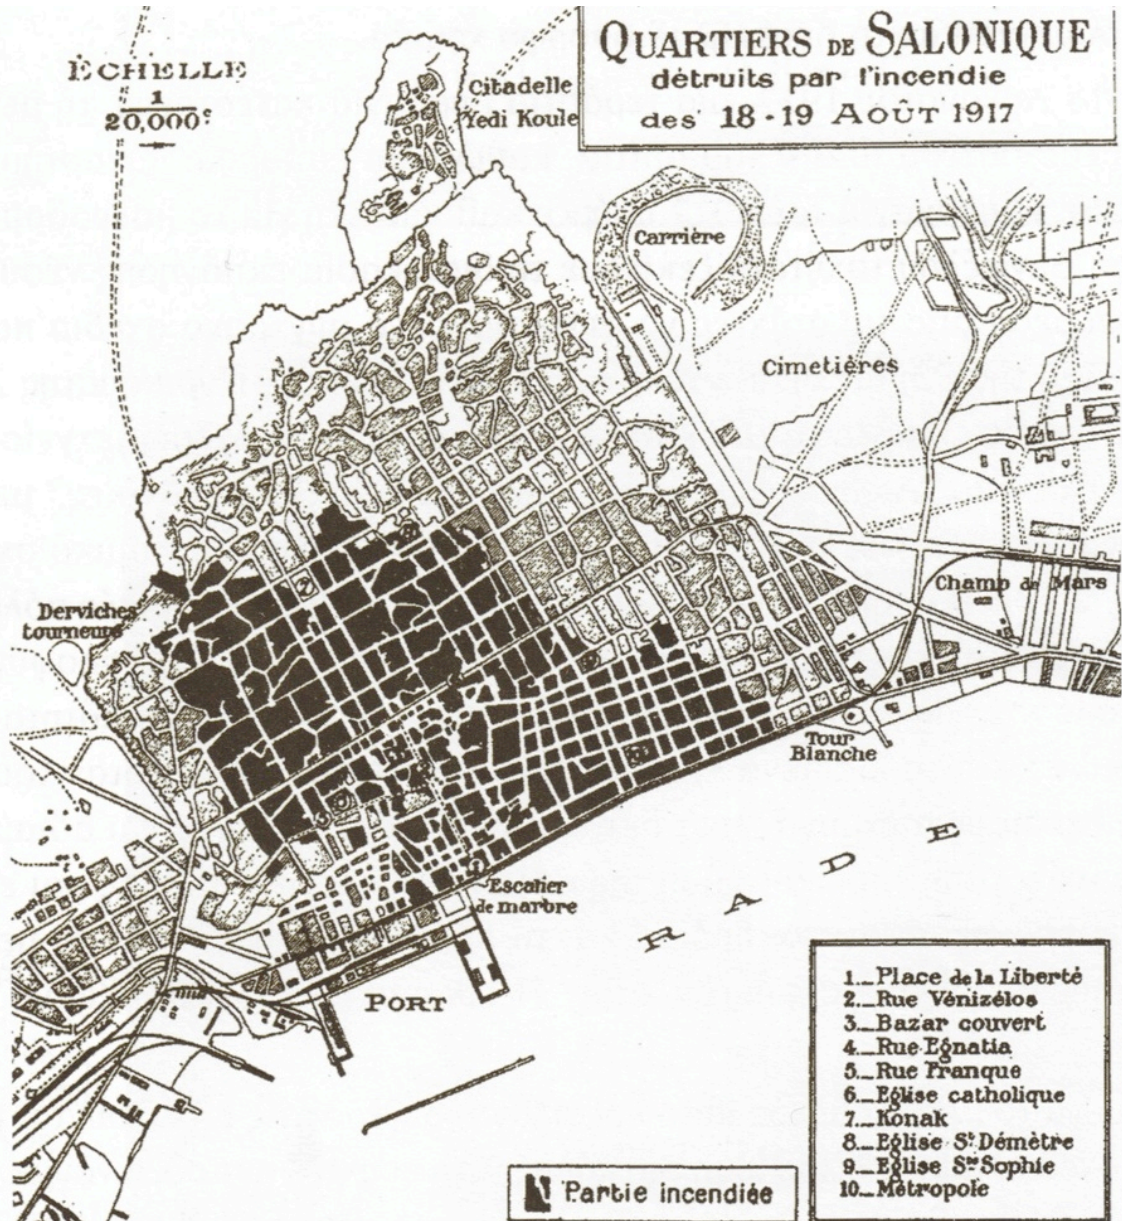 QUARTIERS DE SALONIQUE
détruits par l'incendie
des 18-19 AOÛT 1917
ÉCHELLE
1
20,000e
Citadelle
Yedi Koule
Carrière
Cimetières
Champ de Mars
Derviches
tourneurs
Tour
Blanche
Escalier
de marbre
RADE
PORT
1._Place de la Liberté
2._Rue Vénizélos
3._Bazar couvert
4._Rue Egnatia
5._Rue Franque
6._Eglise catholique
7._Konak
8._Eglise St Démètre
9._Eglise Ste Sophie
10._Métropole
Partie incendiée